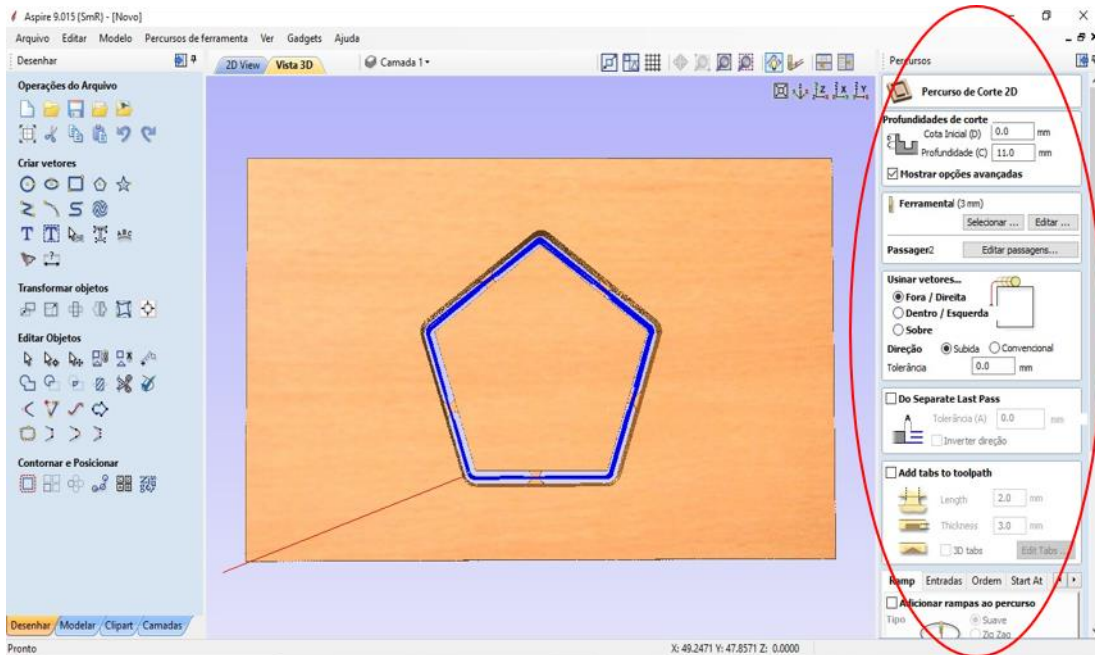 Aspire 9.015 (SmR) - [Novo]
Arquivo Editar Modelo Percursos de ferramenta Ver Gadgets Ajuda
Desenhar
2D View Vista 3D Camada 1
Percursos
Operações do Arquivo
Criar vetores
Transformar objetos
Editar Objetos
Contornar e Posicionar
Desenhar Modelar Clipart Camadas
Pronto
X: 49.2471 Y: 47.8571 Z: 0.0000
Percurso de Corte 2D
Profundidades de corte
Cota Inicial (D) 0.0 mm
Profundidade (C) 11.0 mm
Mostrar opções avançadas
Ferramental (3 mm)
Selecionar ... Editar ...
Passager2 Editar passagens...
Usinar vetores...
Fora / Direita
Dentro / Esquerda
Sobre
Direção Subida Convencional
Tolerância 0.0 mm
Do Separate Last Pass
Tolerância (A) 0.0 mm
Inverter direção
Add tabs to toolpath
Length 2.0 mm
Thickness 3.0 mm
3D tabs Edit Tabs ...
Ramp Entradas Ordem Start At
Adicionar rampas ao percurso
Tipo Suave
Zig Zag